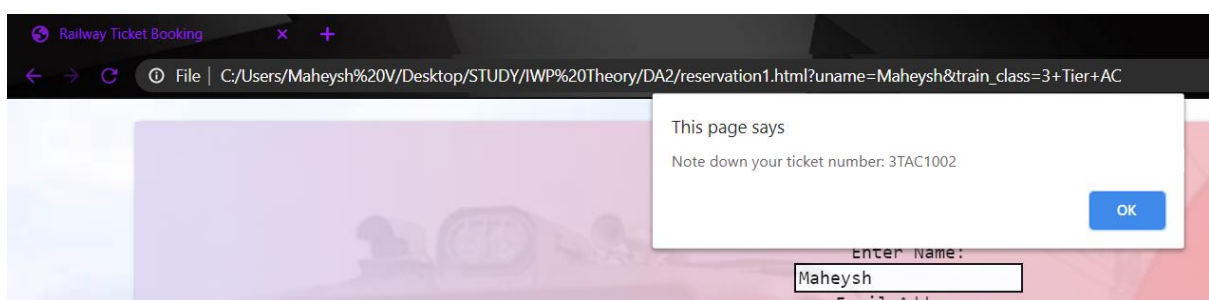 Railway Ticket Booking
File | C:/Users/Maheysh%20V/Desktop/STUDY/IWP%20Theory/DA2/reservation1.html?uname=Maheysh&train_class=3+Tier+AC
This page says
Note down your ticket number: 3TAC1002
OK
Enter Name:
Maheysh